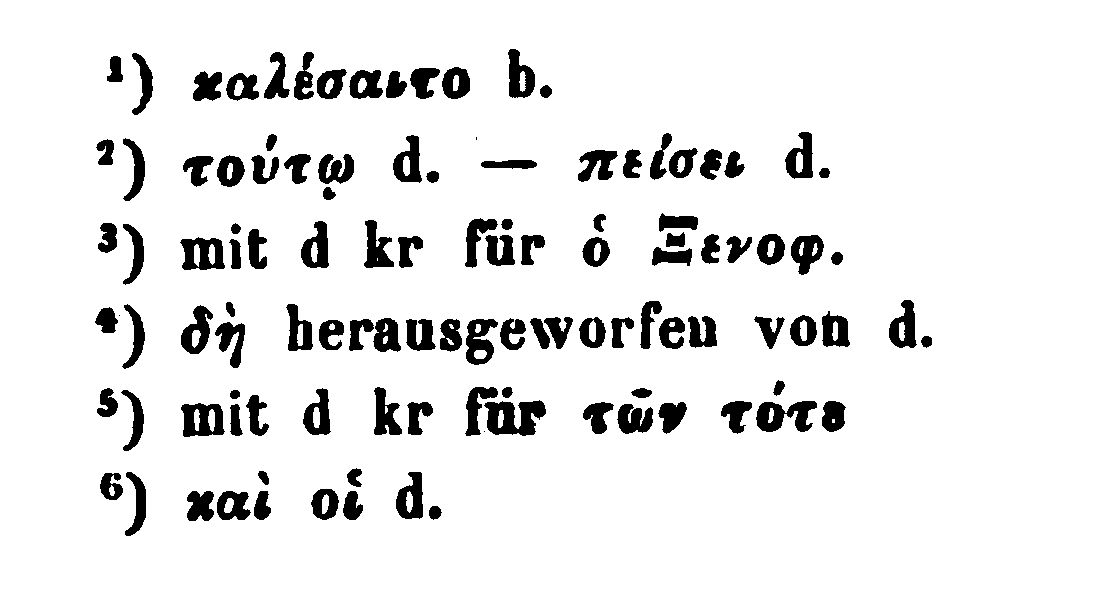 ¹) καλέσαιτο b.
²) τούτῳ d. — πείσει d.
³) mit d kr für ὁ Ξενοφ.
⁴) δὴ herausgeworfen von d.
⁵) mit d kr für τῶν τότε
⁶) καὶ οἱ d.